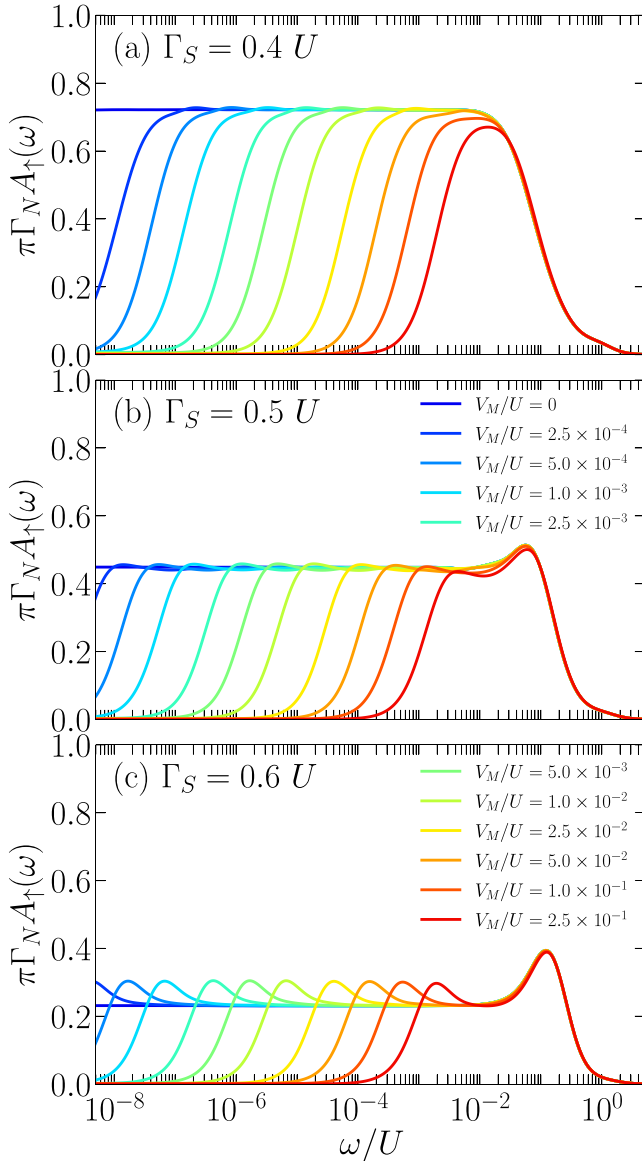 (a) Γ_S = 0.4 U
1.0
0.8
0.6
0.4
0.2
0.0
πΓ_N A_↑(ω)
(b) Γ_S = 0.5 U
1.0
0.8
0.6
0.4
0.2
0.0
πΓ_N A_↑(ω)
V_M/U = 0
V_M/U = 2.5 × 10⁻⁴
V_M/U = 5.0 × 10⁻⁴
V_M/U = 1.0 × 10⁻³
V_M/U = 2.5 × 10⁻³
(c) Γ_S = 0.6 U
1.0
0.8
0.6
0.4
0.2
0.0
πΓ_N A_↑(ω)
V_M/U = 5.0 × 10⁻³
V_M/U = 1.0 × 10⁻²
V_M/U = 2.5 × 10⁻²
V_M/U = 5.0 × 10⁻²
V_M/U = 1.0 × 10⁻¹
V_M/U = 2.5 × 10⁻¹
10⁻⁸ 10⁻⁶ 10⁻⁴ 10⁻² 10⁰
ω/U